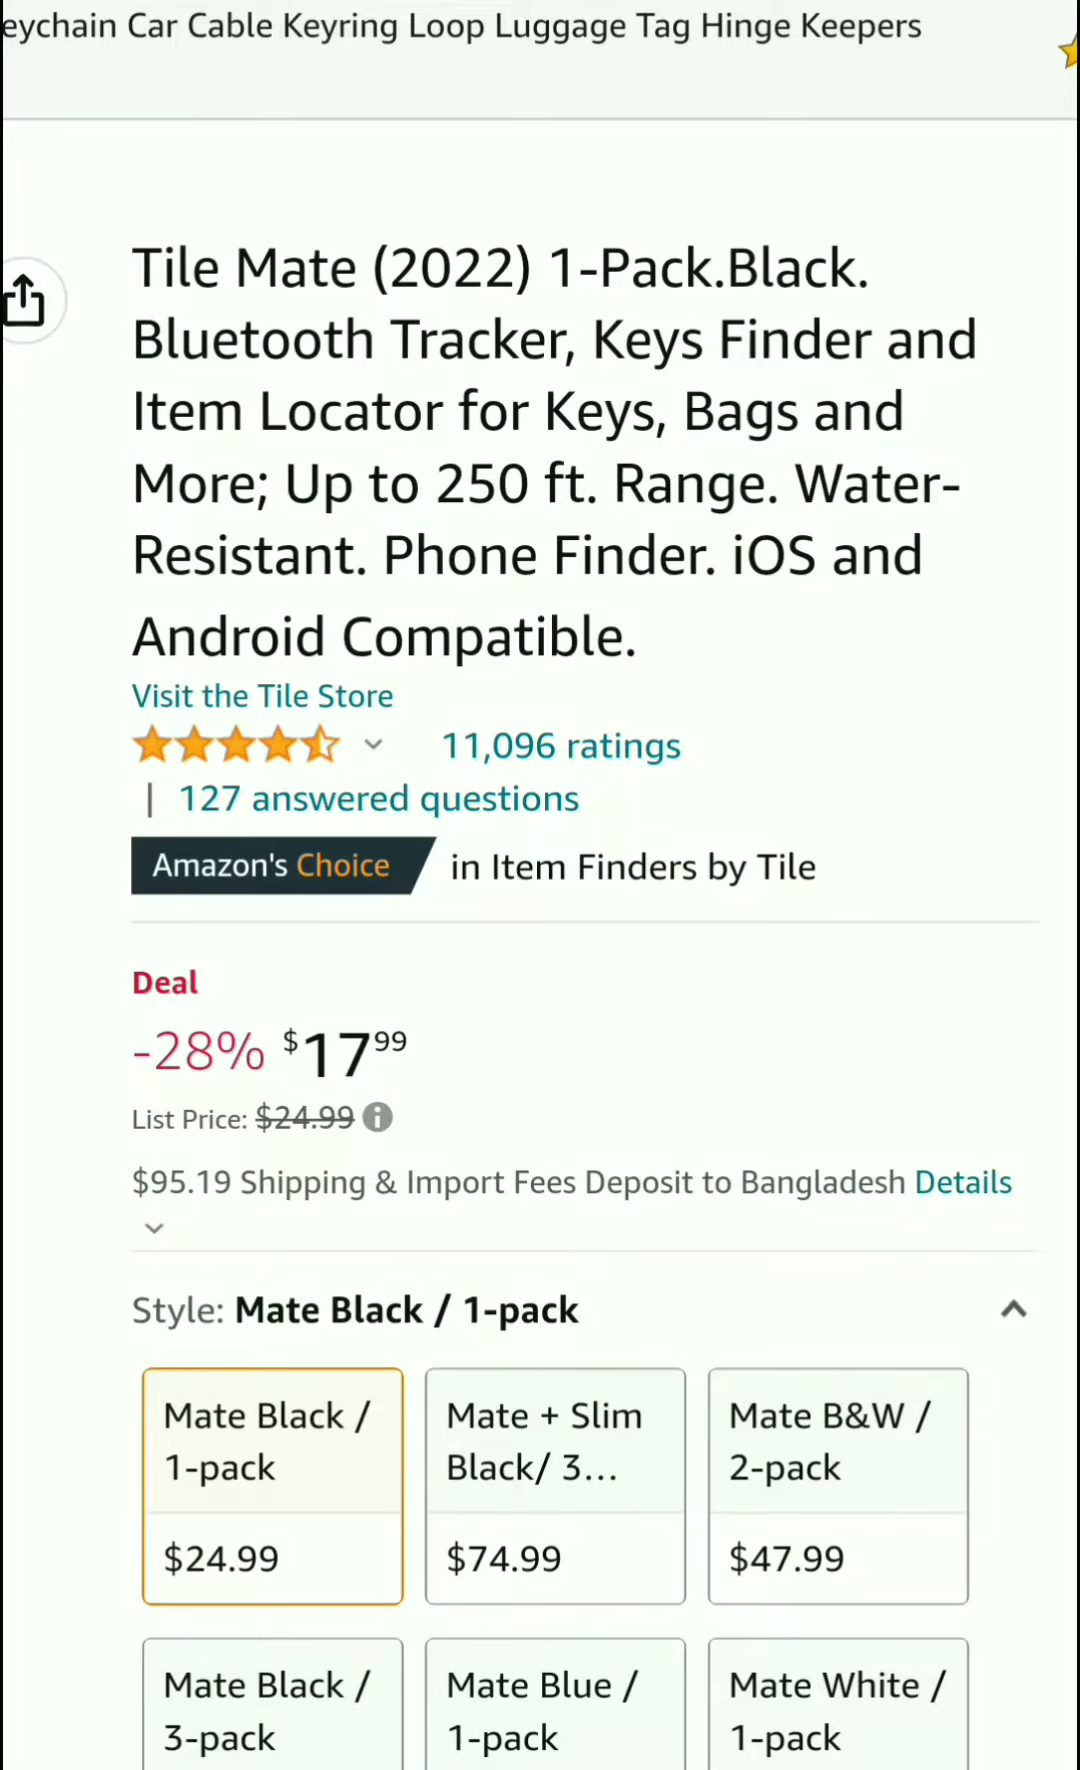 eychain Car Cable Keyring Loop Luggage Tag Hinge Keepers
Tile Mate (2022) 1-Pack.Black.
Bluetooth Tracker, Keys Finder and
Item Locator for Keys, Bags and
More; Up to 250 ft. Range. Water-
Resistant. Phone Finder. iOS and
Android Compatible.
Visit the Tile Store
11,096 ratings
| 127 answered questions
Amazon's Choice in Item Finders by Tile
Deal
-28% $1799
List Price: $24.99
$95.19 Shipping & Import Fees Deposit to Bangladesh Details
Style: Mate Black / 1-pack
Mate Black / Mate + Slim Mate B&W /
1-pack Black/ 3... 2-pack
$24.99 $74.99 $47.99
Mate Black / Mate Blue / Mate White /
3-pack 1-pack 1-pack